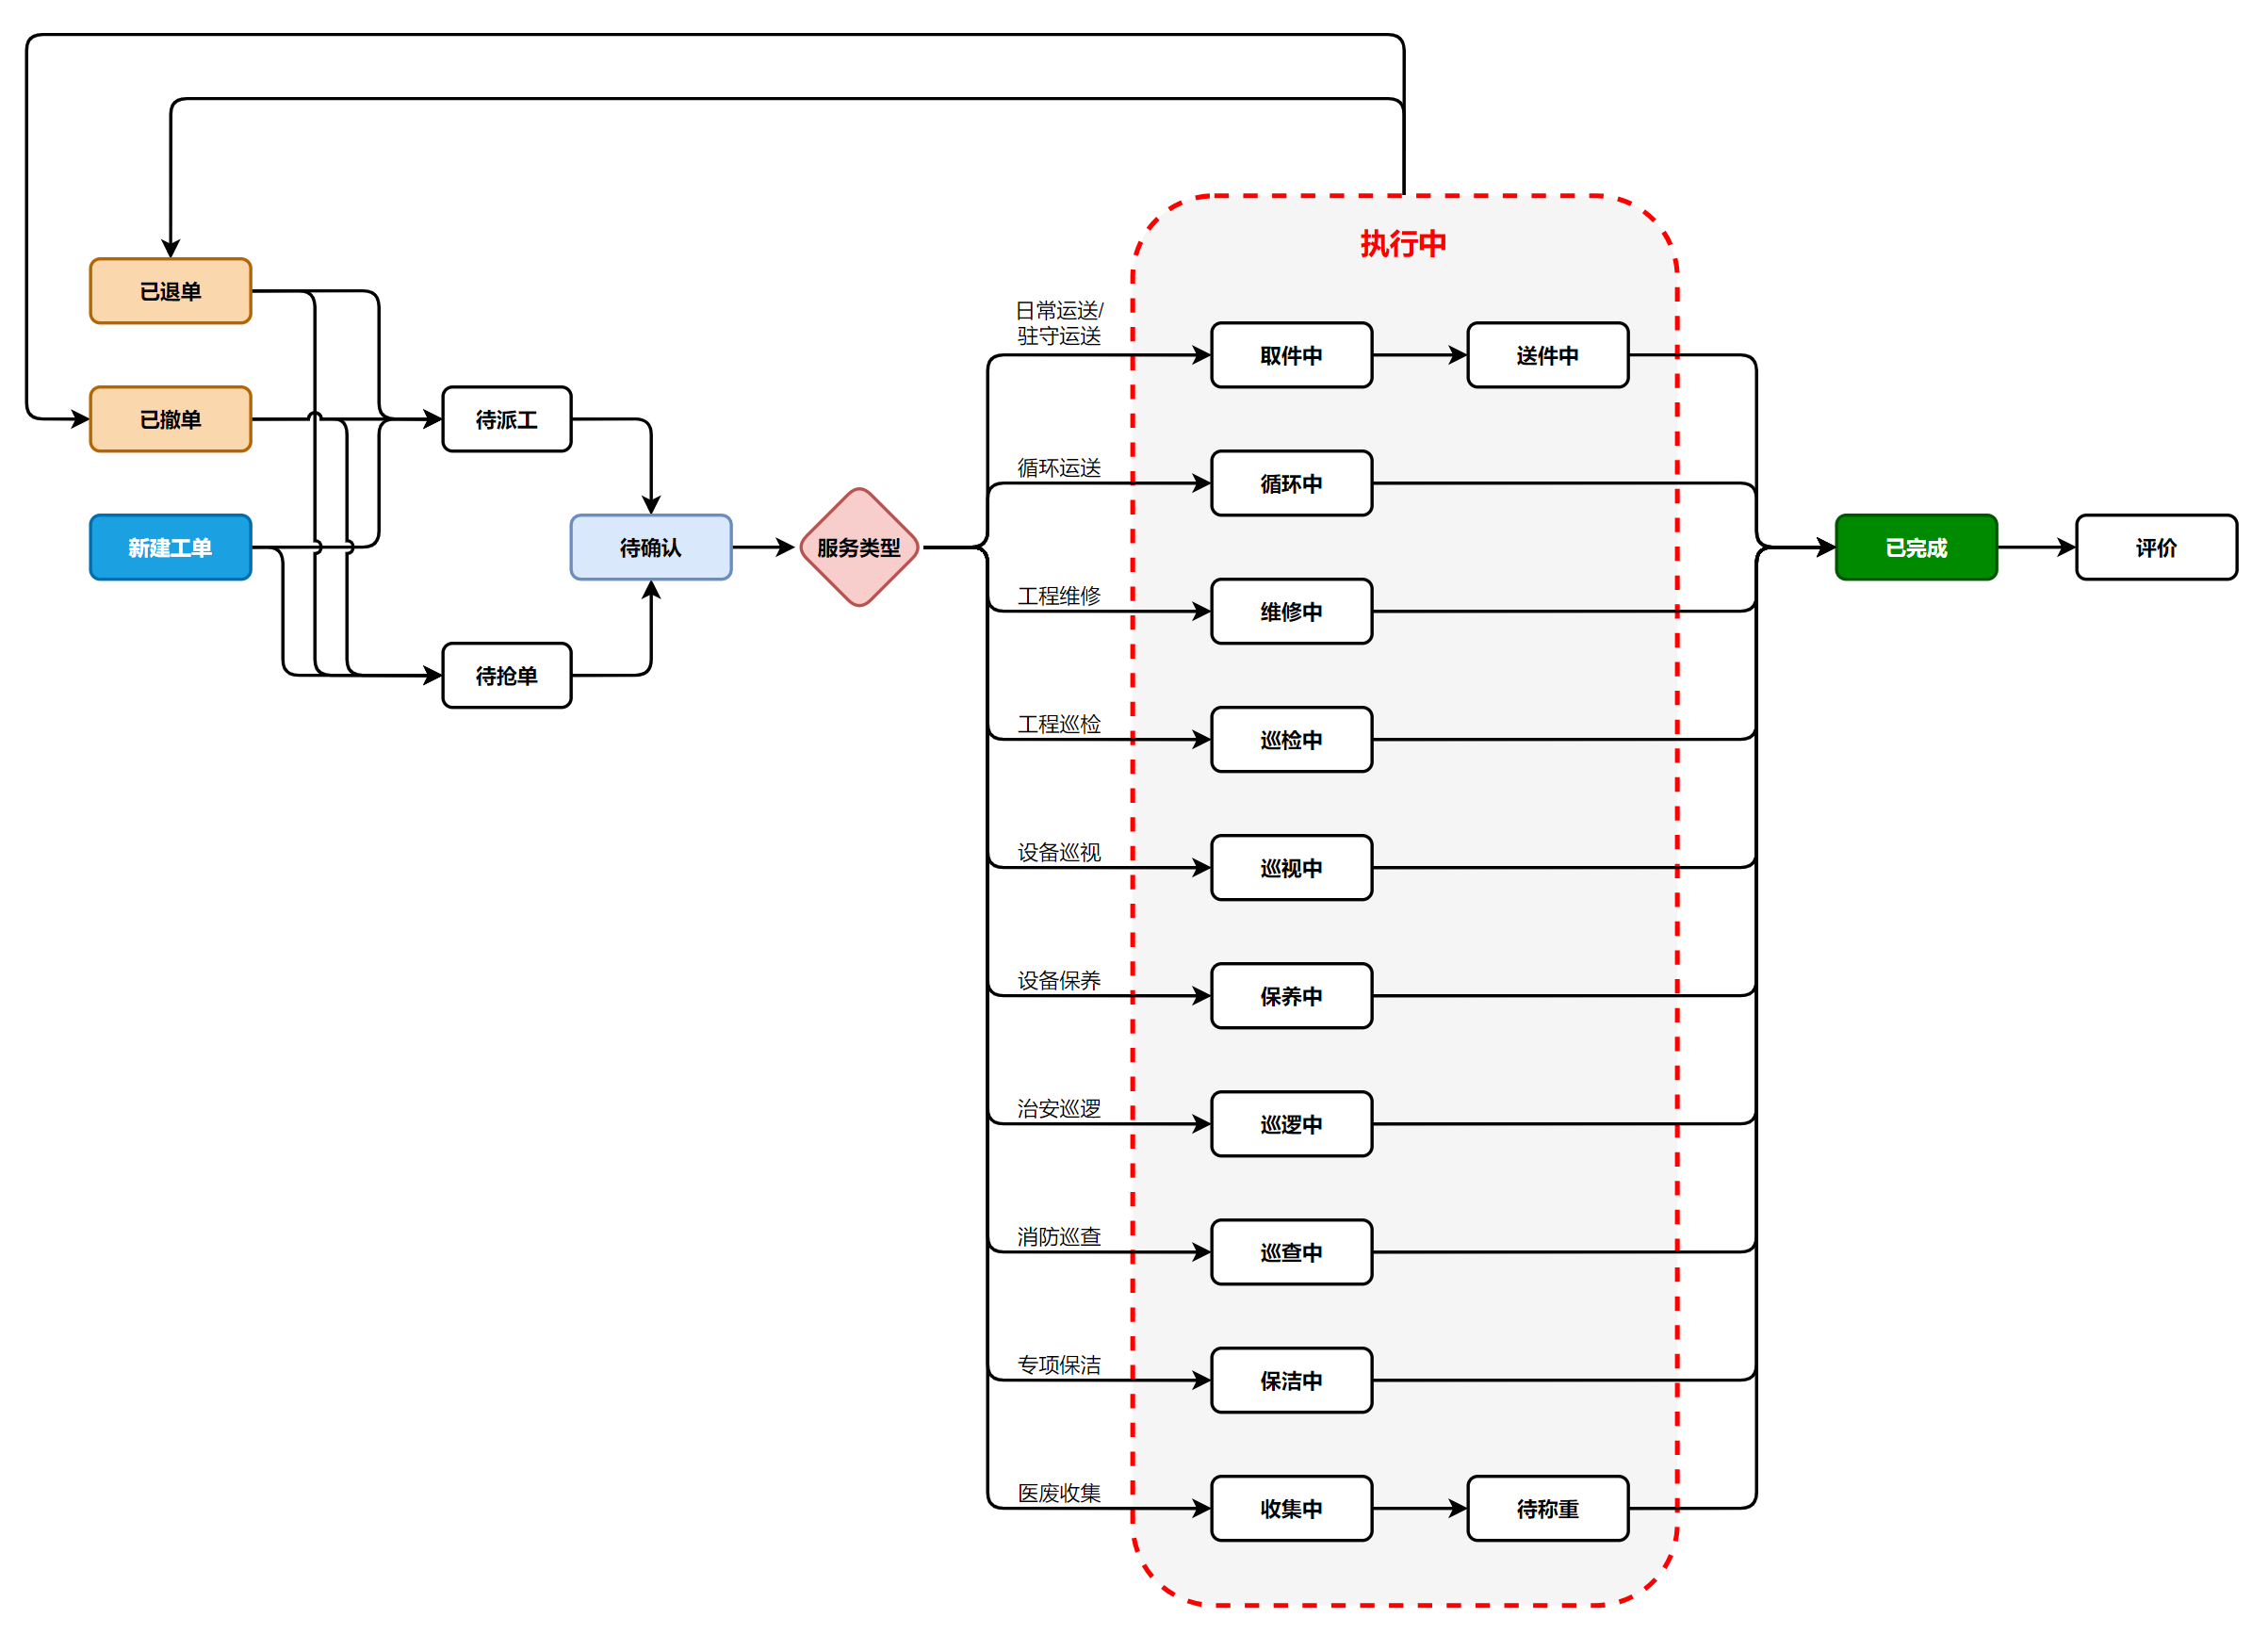 执行中
已退单
已撤单
新建工单
待派工
待抢单
待确认
服务类型
日常运送/
驻守运送
取件中
送件中
循环运送
循环中
工程维修
维修中
工程巡检
巡检中
设备巡视
巡视中
设备保养
保养中
治安巡逻
巡逻中
消防巡查
巡查中
专项保洁
保洁中
医废收集
收集中
待称重
已完成
评价